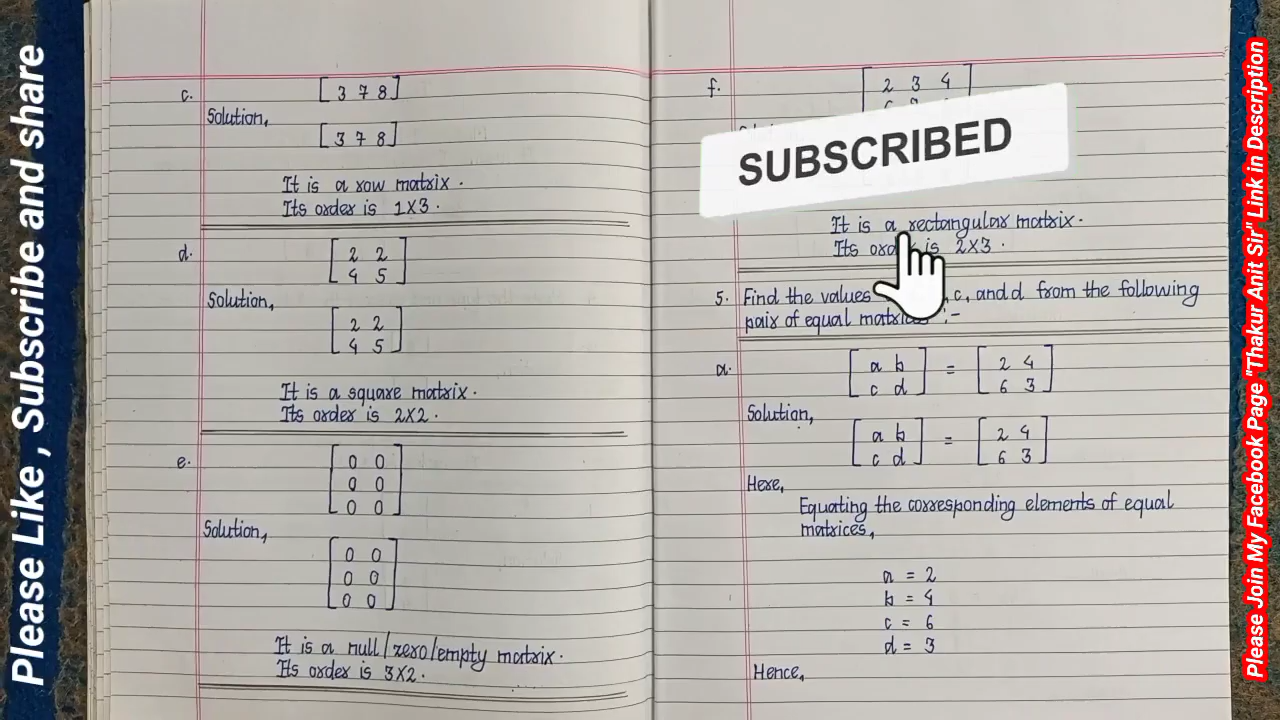 Please Like , Subscribe and share
c. [ 3 7 8 ]
Solution,
[ 3 7 8 ]
It is a row matrix .
Its order is 1X3 .
d. 2 2
4 5
Solution,
2 2
4 5
It is a square matrix .
Its order is 2X2 .
e. 0 0
0 0
0 0
Solution,
0 0
0 0
0 0
It is a null/zero/empty matrix .
Its order is 3X2 .
f. 2 3 4
SUBSCRIBED
It is a rectangular matrix .
Its order is 2X3 .
5. Find the values , c, and d from the following
pair of equal matrices :-
a. a b = 2 4
c d 6 3
Solution,
a b = 2 4
c d 6 3
Here,
Equating the corresponding elements of equal
matrices,
a = 2
b = 4
c = 6
d = 3
Hence,
Please Join My Facebook Page "Thakur Anit Sir" Link in Description